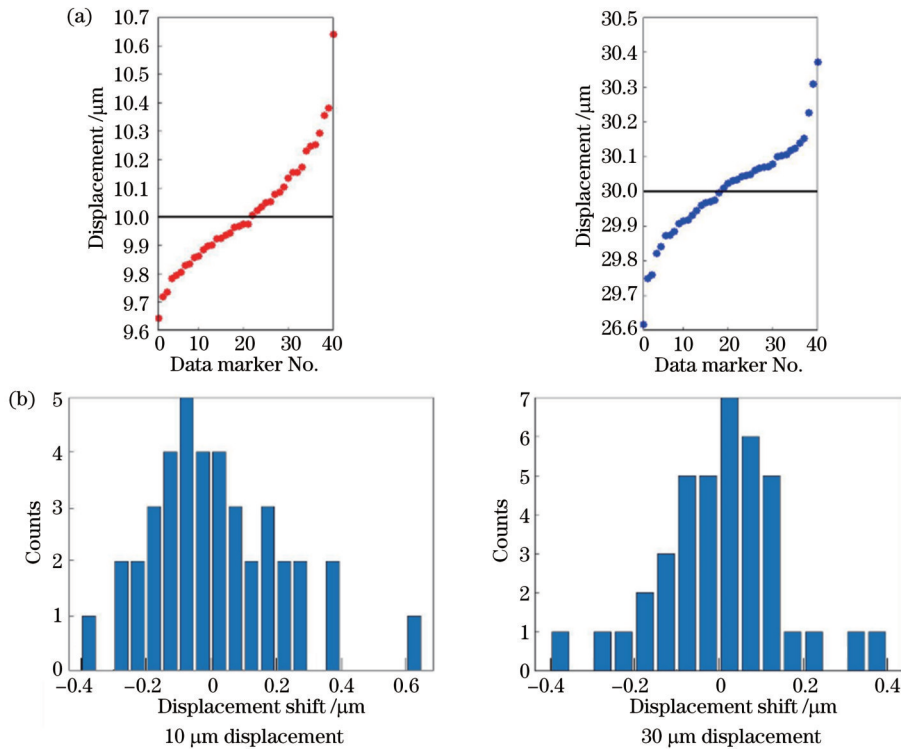 (a)
10.7
10.6
10.5
10.4
10.3
10.2
10.1
10.0
9.9
9.8
9.7
9.6
Displacement /μm
0 10 20 30 40
Data marker No.
30.5
30.4
30.3
30.2
30.1
30.0
29.9
29.8
29.7
26.6
Displacement /μm
0 10 20 30 40
Data marker No.
(b)
5
4
3
2
1
0
Counts
−0.4 −0.2 0 0.2 0.4 0.6
Displacement shift /μm
10 μm displacement
7
6
5
4
3
2
1
0
Counts
−0.4 −0.2 0 0.2 0.4
Displacement shift /μm
30 μm displacement